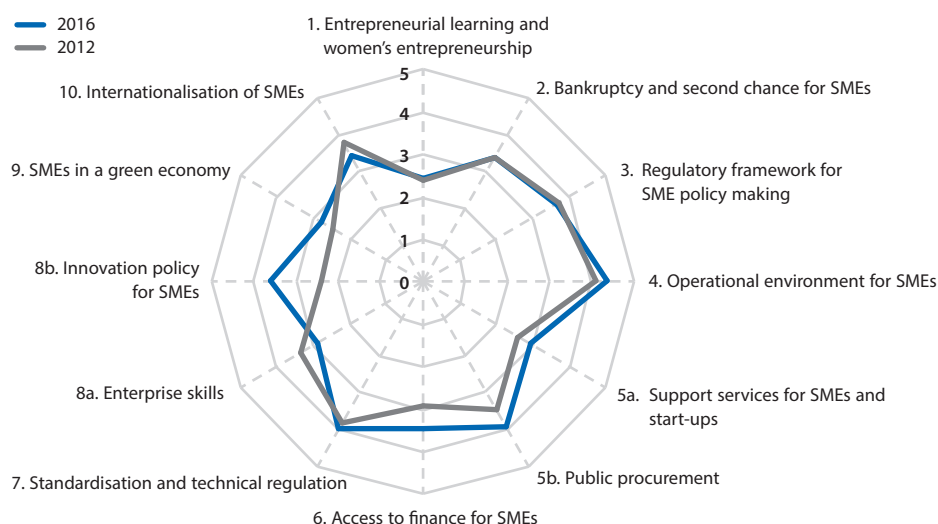 2016
2012
1. Entrepreneurial learning and
women's entrepreneurship
2. Bankruptcy and second chance for SMEs
3. Regulatory framework for
SME policy making
4. Operational environment for SMEs
5a. Support services for SMEs and
start-ups
5b. Public procurement
6. Access to finance for SMEs
7. Standardisation and technical regulation
8a. Enterprise skills
8b. Innovation policy
for SMEs
9. SMEs in a green economy
10. Internationalisation of SMEs
5
4
3
2
1
0